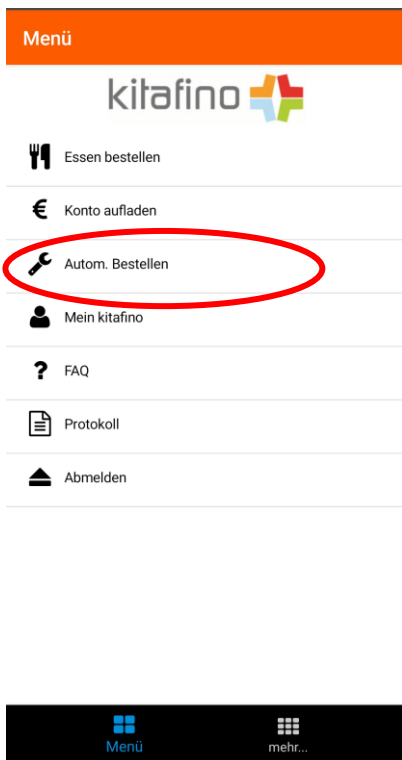 Menü
kitafino
Essen bestellen
€ Konto aufladen
Autom. Bestellen
Mein kitafino
? FAQ
Protokoll
Abmelden
Menü
mehr...